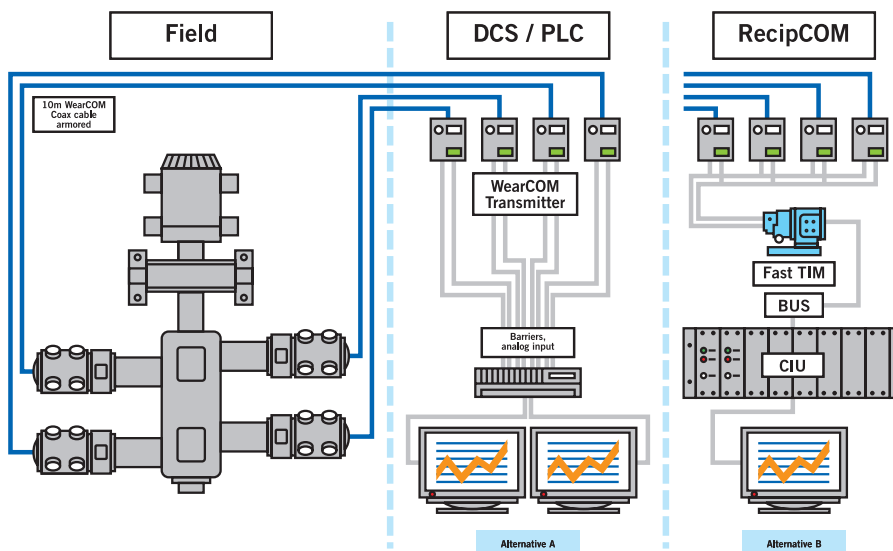 Field
DCS / PLC
RecipCOM
10m WearCOM
Coax cable
armored
WearCOM
Transmitter
Fast TIM
BUS
Barriers,
analog input
CIU
Alternative A
Alternative B